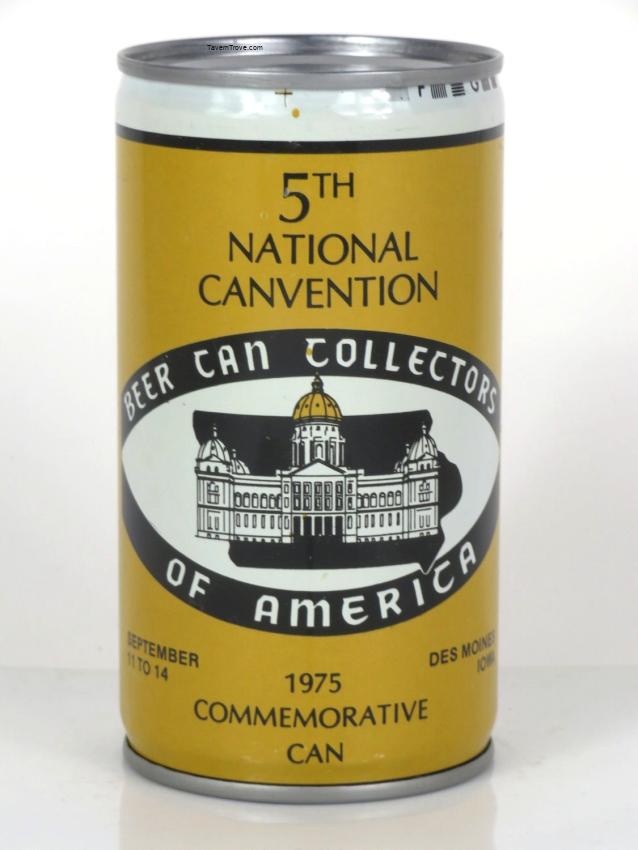 TavernTrove.com
5TH
NATIONAL
CANVENTION
BEER CAN COLLECTORS
OF AMERICA
SEPTEMBER
11 TO 14
DES MOINES
IOWA
1975
COMMEMORATIVE
CAN